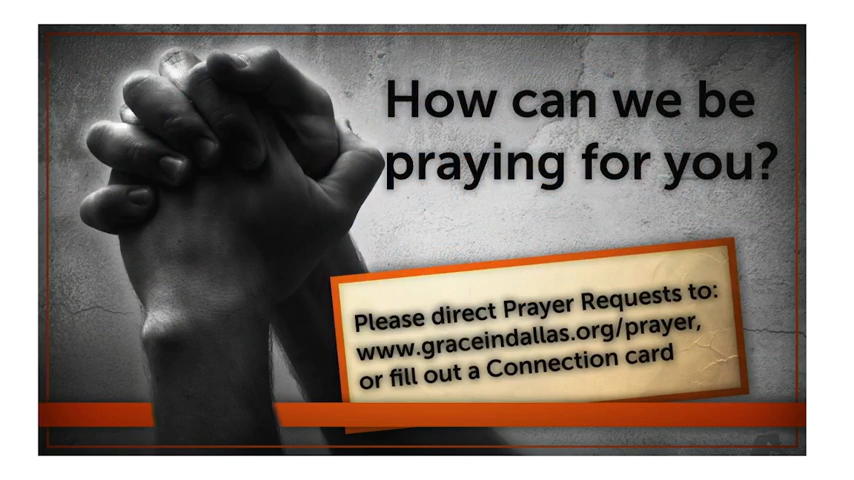 How can we be
praying for you?
Please direct Prayer Requests to:
www.graceindallas.org/prayer,
or fill out a Connection card